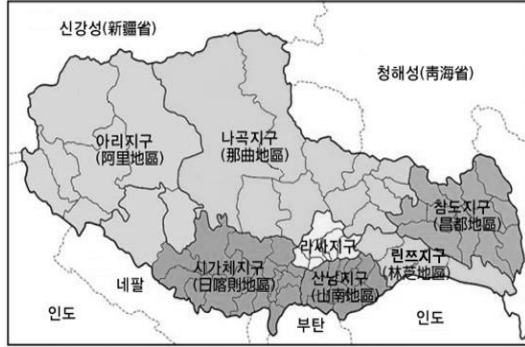 신강성(新疆省)
청해성(靑海省)
아리지구
(阿里地區)
나곡지구
(那曲地區)
참도지구
(昌都地區)
라싸지구
린쯔지구
(林芝地區)
시가체지구
(日喀則地區)
산남지구
(山南地區)
네팔
인도
부탄
인도